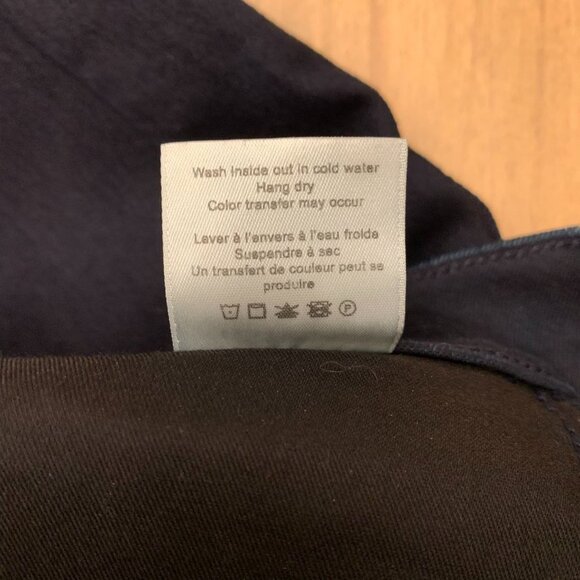 Wash inside out in cold water
Hang dry
Color transfer may occur
Laver à l'envers à l'eau froide
Suspendre à sec
Un transfert de couleur peut se
produire
P